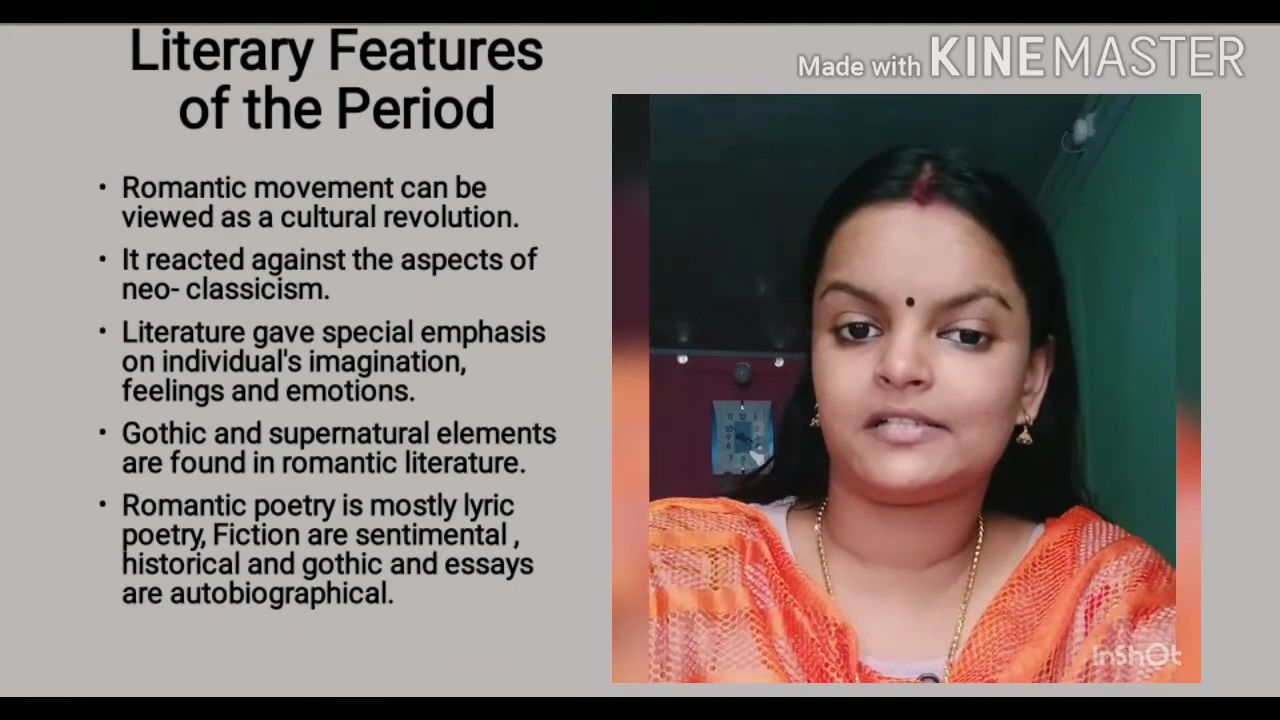 Literary Features
of the Period
Made with KINEMASTER
• Romantic movement can be
viewed as a cultural revolution.
• It reacted against the aspects of
neo- classicism.
• Literature gave special emphasis
on individual's imagination,
feelings and emotions.
• Gothic and supernatural elements
are found in romantic literature.
• Romantic poetry is mostly lyric
poetry, Fiction are sentimental ,
historical and gothic and essays
are autobiographical.
InShOt